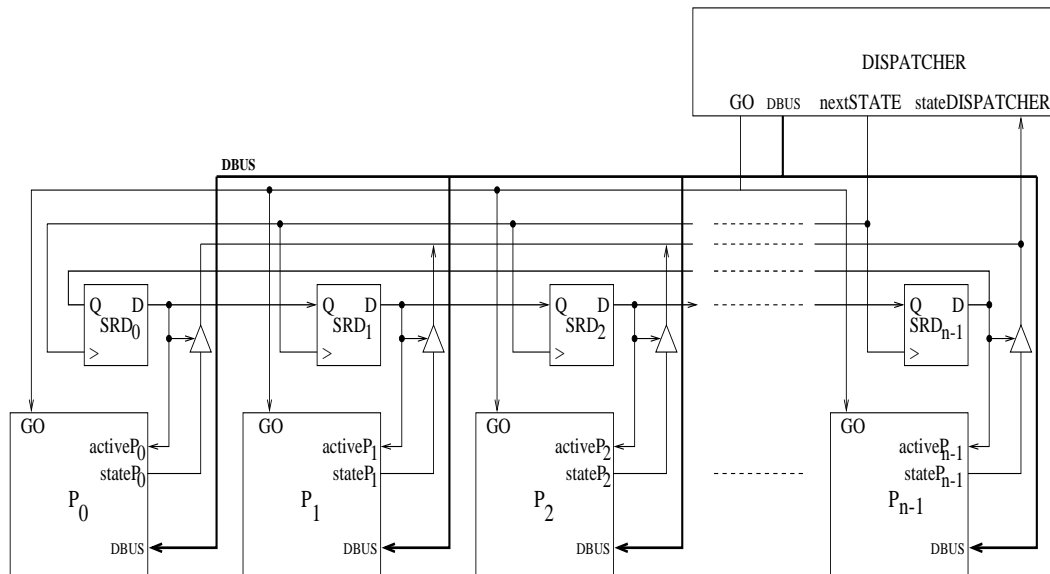 DISPATCHER
GO DBUS nextSTATE stateDISPATCHER
DBUS
Q D Q D Q D Q D
SRD0 SRD1 SRD2 SRDn-1
> > > >
GO GO GO GO
activeP0 activeP1 activeP2 activePn-1
stateP0 stateP1 stateP2 statePn-1
P0 P1 P2 Pn-1
DBUS DBUS DBUS DBUS